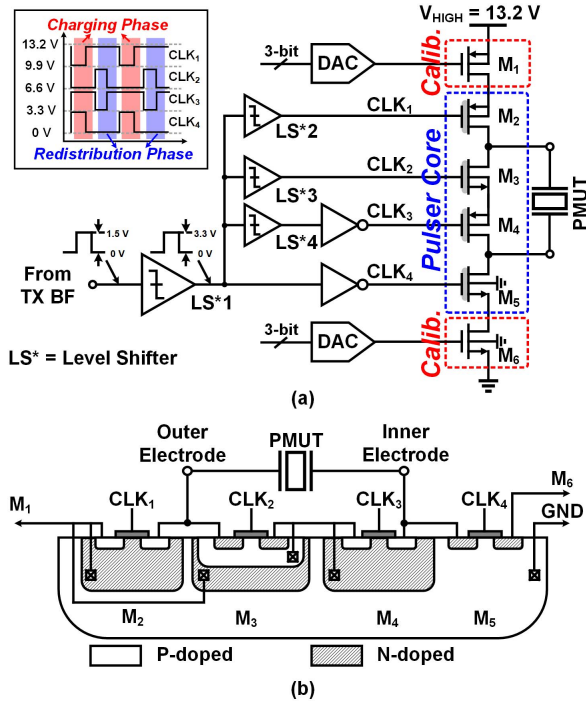 (a)
Charging Phase
13.2 V
9.9 V
6.6 V
3.3 V
0 V
CLK1
CLK2
CLK3
CLK4
Redistribution Phase
VHIGH = 13.2 V
3-bit
DAC
Calib.
M1
CLK1
LS*2
M2
CLK2
LS*3
M3
CLK3
LS*4
M4
Pulser Core
PMUT
1.5 V
0 V
3.3 V
0 V
From
TX BF
LS*1
CLK4
M5
3-bit
DAC
Calib.
M6
LS* = Level Shifter
(a)
Outer
Electrode
PMUT
Inner
Electrode
M1
CLK1
CLK2
CLK3
CLK4
M6
GND
M2
M3
M4
M5
P-doped
N-doped
(b)